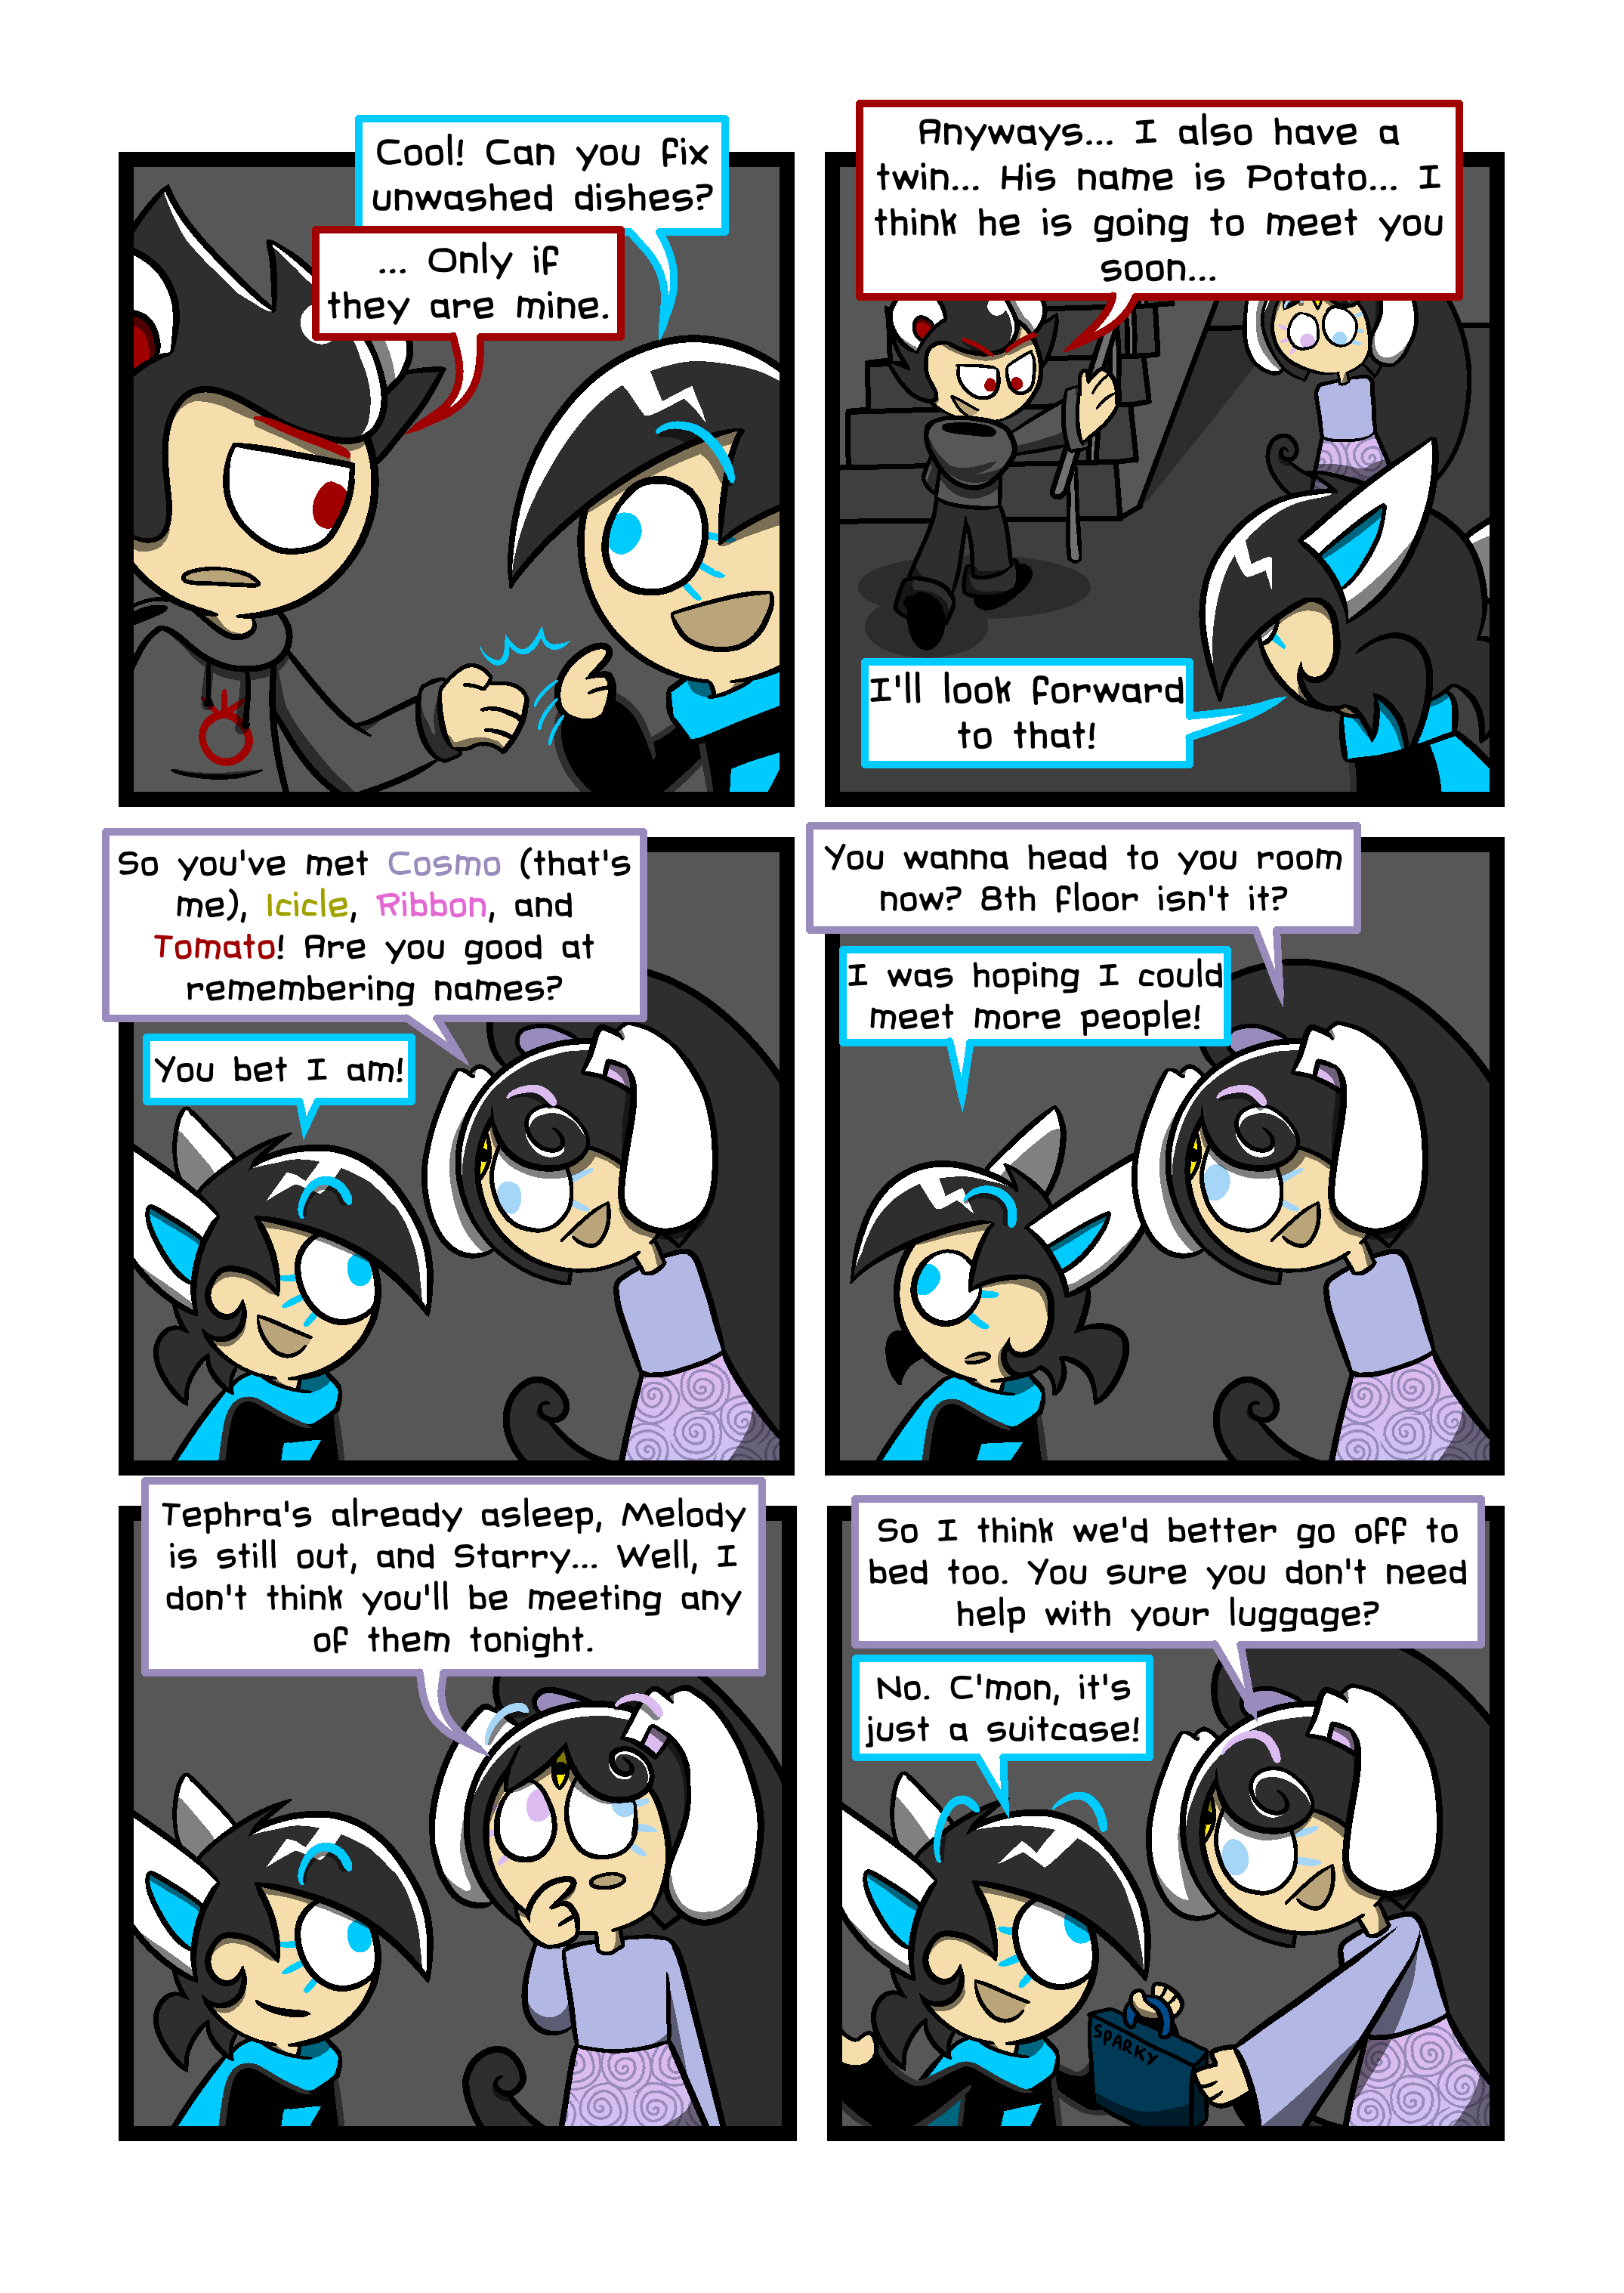 Cool! Can you fix
unwashed dishes?
... Only if
they are mine.
Anyways... I also have a
twin... His name is Potato... I
think he is going to meet you
soon...
I'll look forward
to that!
So you've met Cosmo (that's
me), Icicle, Ribbon, and
Tomato! Are you good at
remembering names?
You bet I am!
You wanna head to you room
now? 8th floor isn't it?
I was hoping I could
meet more people!
Tephra's already asleep, Melody
is still out, and Starry... Well, I
don't think you'll be meeting any
of them tonight.
So I think we'd better go off to
bed too. You sure you don't need
help with your luggage?
No. C'mon, it's
just a suitcase!
SPARKY